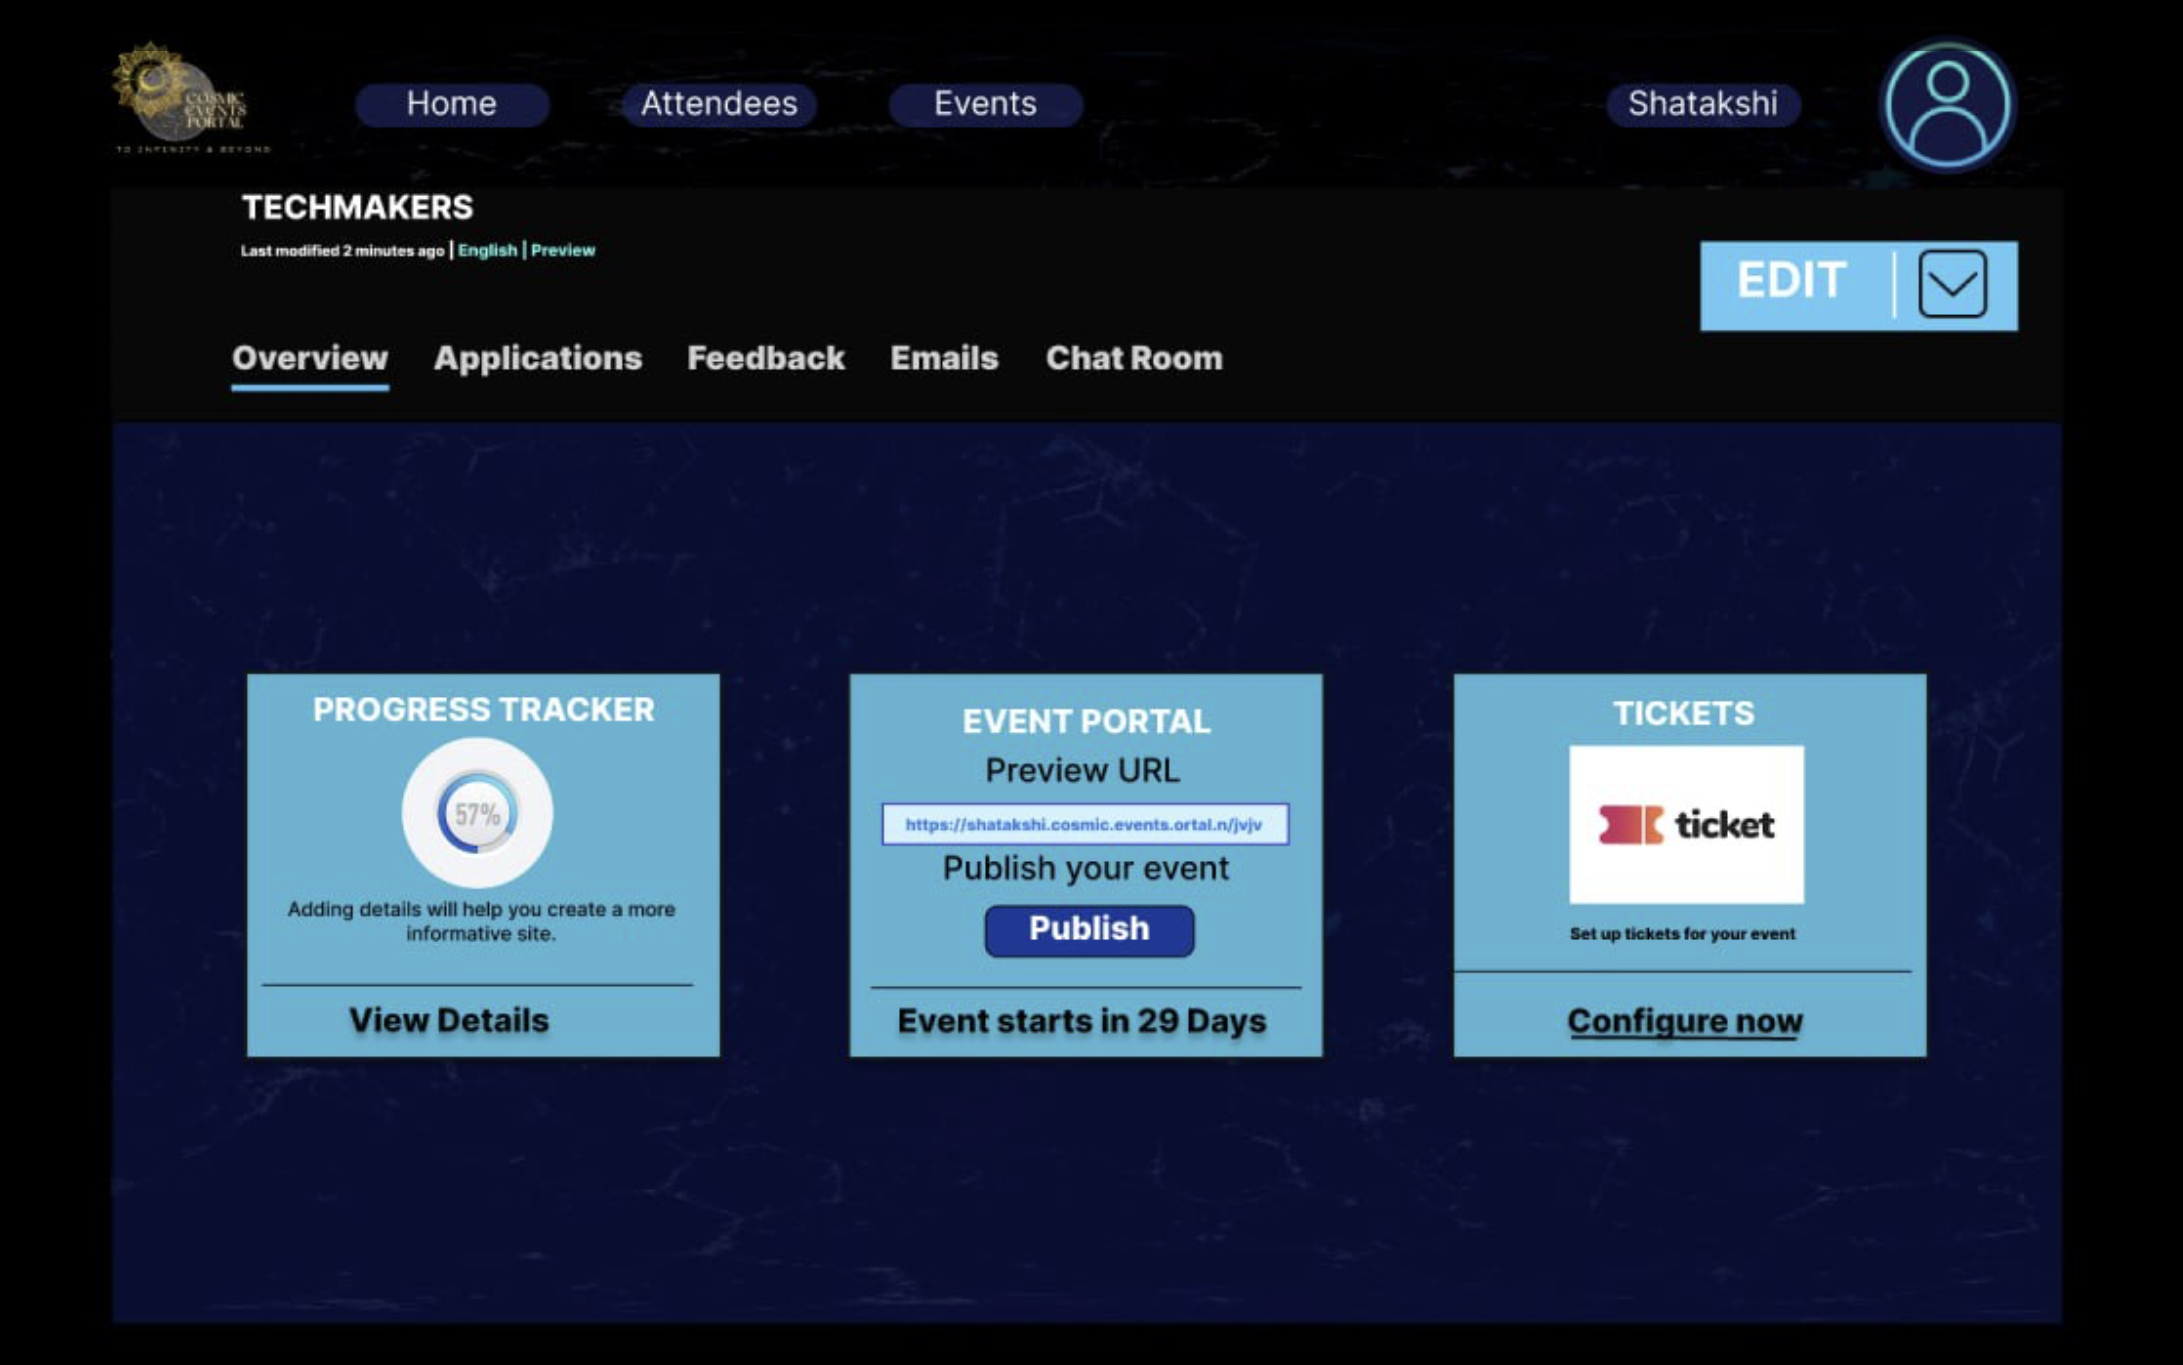 COSMIC
EVENTS
PORTAL
TO INFINITY & BEYOND
Home
Attendees
Events
Shatakshi
TECHMAKERS
Last modified 2 minutes ago | English | Preview
EDIT
Overview
Applications
Feedback
Emails
Chat Room
PROGRESS TRACKER
57%
Adding details will help you create a more
informative site.
View Details
EVENT PORTAL
Preview URL
https://shatakshi.cosmic.events.ortal.n/jvjv
Publish your event
Publish
Event starts in 29 Days
TICKETS
ticket
Set up tickets for your event
Configure now